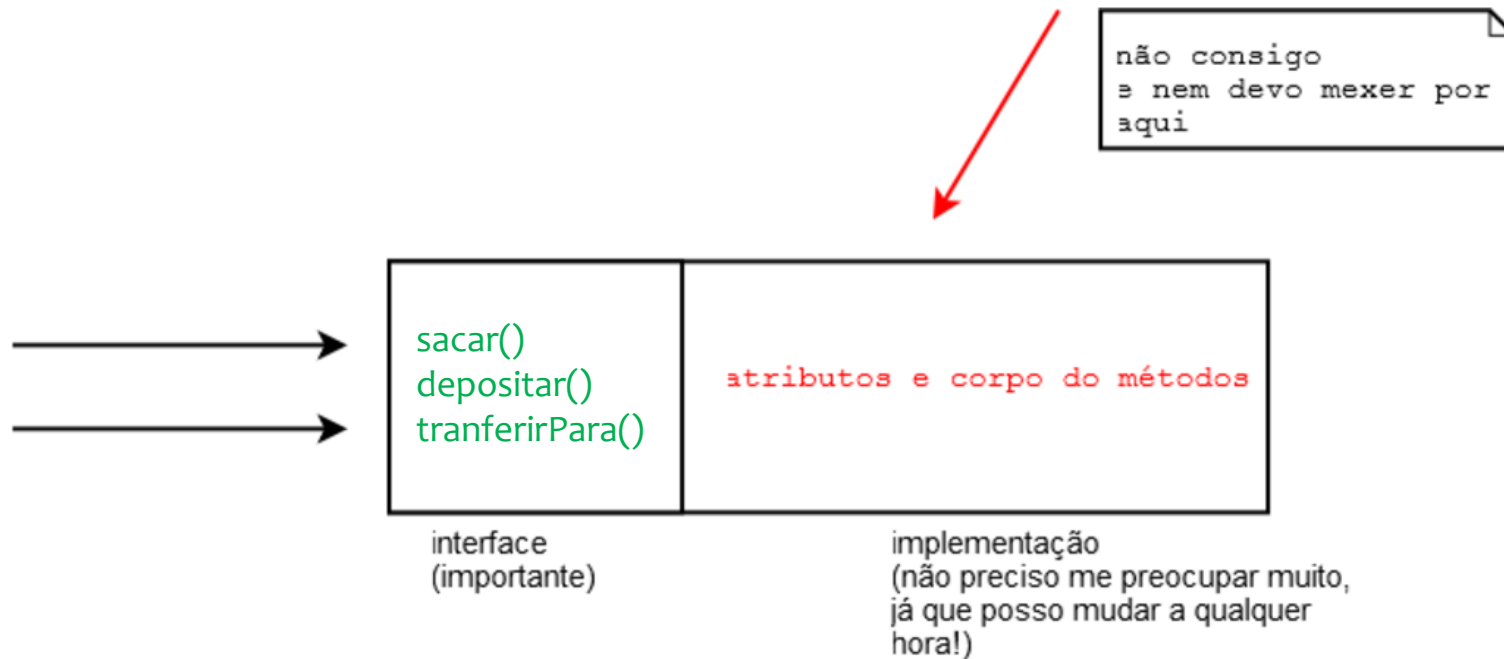 não consigo
e nem devo mexer por
aqui
sacar()
depositar()
tranferirPara()
atributos e corpo do métodos
interface
(importante)
implementação
(não preciso me preocupar muito,
já que posso mudar a qualquer
hora!)